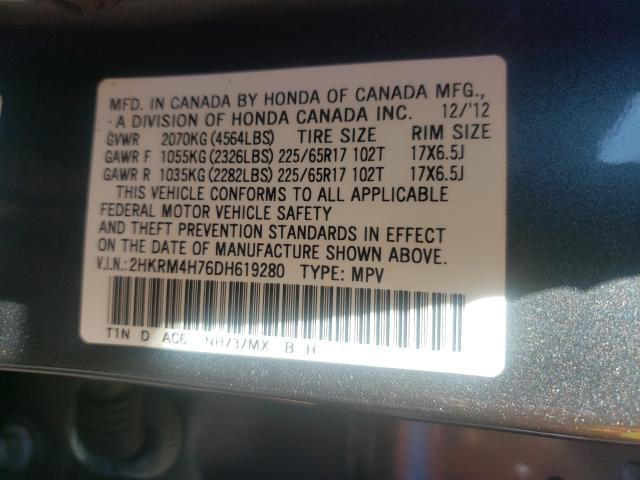 MFD. IN CANADA BY HONDA OF CANADA MFG.,
A DIVISION OF HONDA CANADA INC. 12/'12
GVWR 2070KG (4564LBS) TIRE SIZE RIM SIZE
GAWR F 1055KG (2326LBS) 225/65R17 102T 17X6.5J
GAWR R 1035KG (2282LBS) 225/65R17 102T 17X6.5J
THIS VEHICLE CONFORMS TO ALL APPLICABLE
FEDERAL MOTOR VEHICLE SAFETY
AND THEFT PREVENTION STANDARDS IN EFFECT
ON THE DATE OF MANUFACTURE SHOWN ABOVE.
V.I.N.: 2HKRM4H76DH619280 TYPE: MPV
T1N D AC6 NH737MX B H